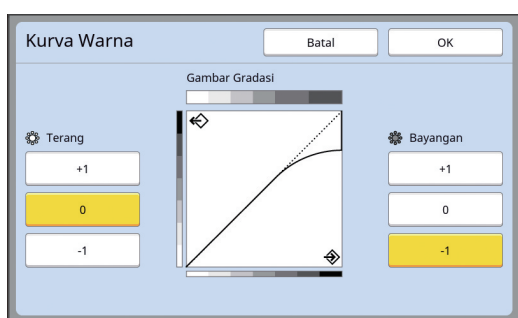 Kurva Warna
Batal
OK
Gambar Gradasi
Terang
+1
0
-1
Bayangan
+1
0
-1